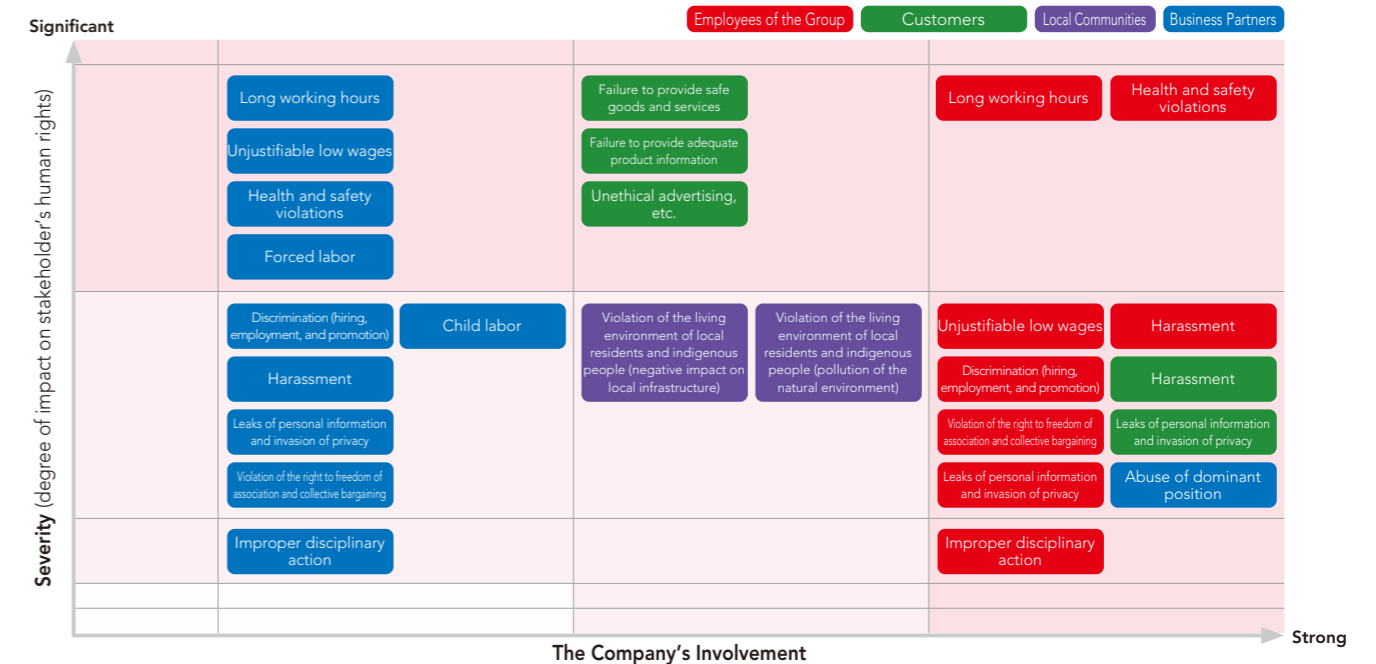 Significant
Employees of the Group
Customers
Local Communities
Business Partners
Severity (degree of impact on stakeholder's human rights)
Long working hours
Unjustifiable low wages
Health and safety
violations
Forced labor
Failure to provide safe
goods and services
Failure to provide adequate
product information
Unethical advertising,
etc.
Long working hours
Health and safety
violations
Discrimination (hiring,
employment, and promotion)
Child labor
Harassment
Leaks of personal information
and invasion of privacy
Violation of the right to freedom of
association and collective bargaining
Violation of the living
environment of local
residents and indigenous
people (negative impact on
local infrastructure)
Violation of the living
environment of local
residents and indigenous
people (pollution of the
natural environment)
Unjustifiable low wages
Harassment
Discrimination (hiring,
employment, and promotion)
Harassment
Violation of the right to freedom of
association and collective bargaining
Leaks of personal information
and invasion of privacy
Leaks of personal information
and invasion of privacy
Abuse of dominant
position
Improper disciplinary
action
Improper disciplinary
action
Strong
The Company's Involvement